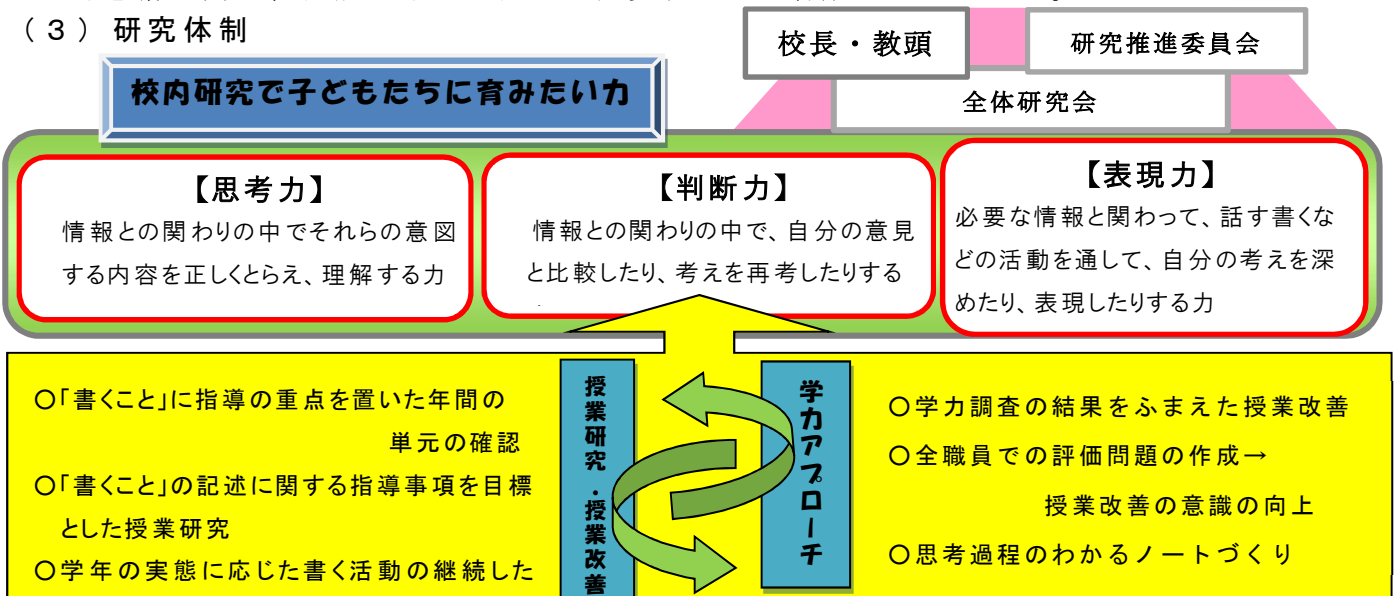 （３）研究体制
校長・教頭
研究推進委員会
全体研究会
校内研究で子どもたちに育みたい力
【思考力】
情報との関わりの中でそれらの意図
する内容を正しくとらえ、理解する力
【判断力】
情報との関わりの中で、自分の意見
と比較したり、考えを再考したりする
【表現力】
必要な情報と関わって、話す書くな
どの活動を通して、自分の考えを深
めたり、表現したりする力
〇「書くこと」に指導の重点を置いた年間の
単元の確認
〇「書くこと」の記述に関する指導事項を目標
とした授業研究
〇学年の実態に応じた書く活動の継続した
授業研究・授業改善
学力アプローチ
〇学力調査の結果をふまえた授業改善
〇全職員での評価問題の作成→
授業改善の意識の向上
〇思考過程のわかるノートづくり